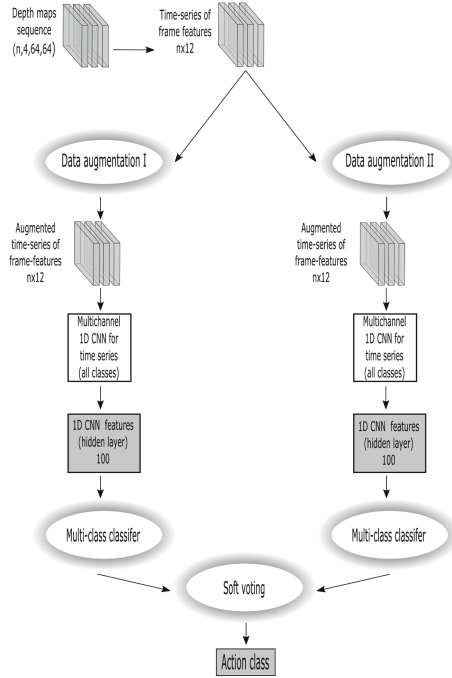 Depth maps
sequence
(n,4,64,64)
Time-series of
frame features
nx12
Data augmentation I
Data augmentation II
Augmented
time-series of
frame-features
nx12
Augmented
time-series of
frame-features
nx12
Multichannel
1D CNN for
time series
(all classes)
Multichannel
1D CNN for
time series
(all classes)
1D CNN features
(hidden layer)
100
1D CNN features
(hidden layer)
100
Multi-class classifer
Multi-class classifer
Soft voting
Action class